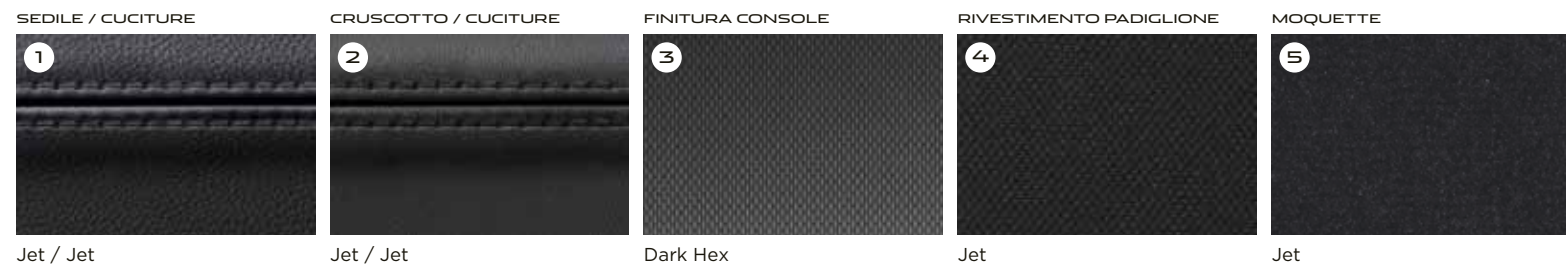 SEDILE / CUCITURE
CRUSCOTTO / CUCITURE
FINITURA CONSOLE
RIVESTIMENTO PADIGLIONE
MOQUETTE
1
2
3
4
5
Jet / Jet
Jet / Jet
Dark Hex
Jet
Jet